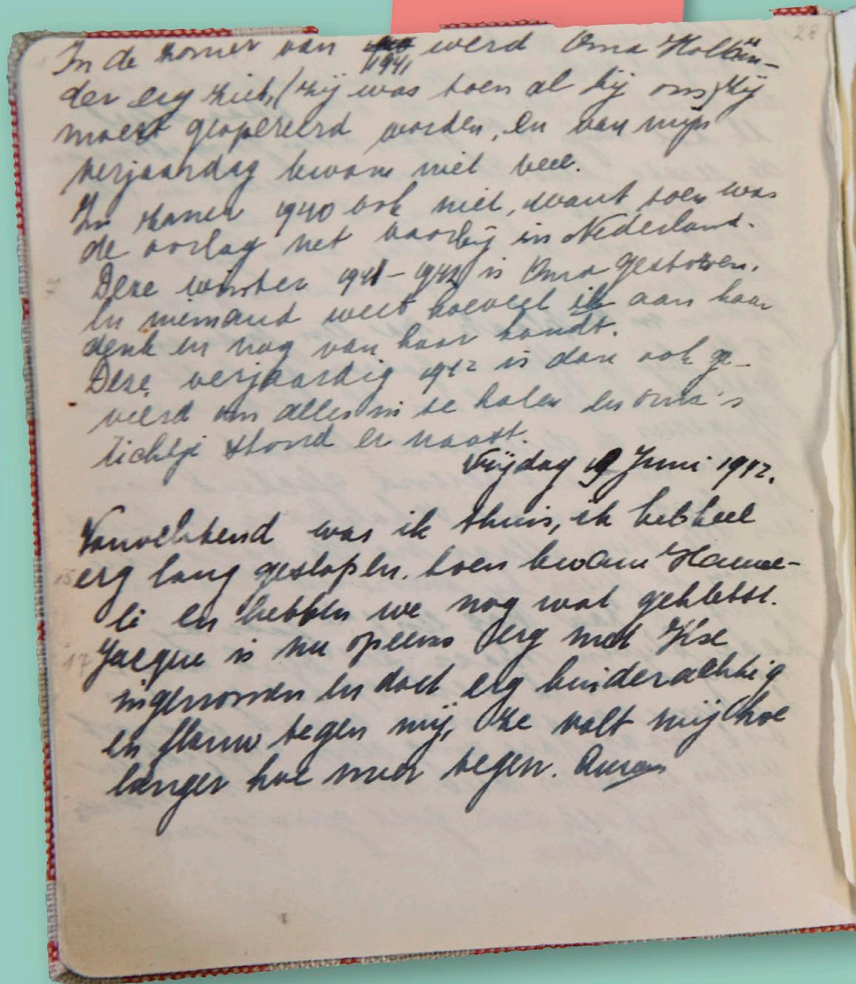 28
In de zomer van 1941 werd Oma Hollän-
der erg ziek, (zij was toen al bij ons) zij
moest geopereerd worden, en van mijn
verjaardag kwam niet veel.
In zomer 1940 ook niet, want toen was
de oorlog net voorbij in Nederland.
Deze winter 1941-1942 is Oma gestorven.
En niemand weet hoeveel ik aan haar
denk en nog van haar houdt.
Deze verjaardig 1942 is dan ook ge-
vierd om alles in te halen en oma's
lichtje stond er naast.
Vrijdag 19 Juni 1942.
Vanochtend was ik thuis, ik heb heel
erg lang geslapen, toen kwam Hanne-
li en hebben we nog wat gekletst.
Jacque is nu opeens erg met Ilse
ingenomen en doet erg kinderachtig
en flauw tegen mij, ze valt mij hoe
langer hoe meer tegen.